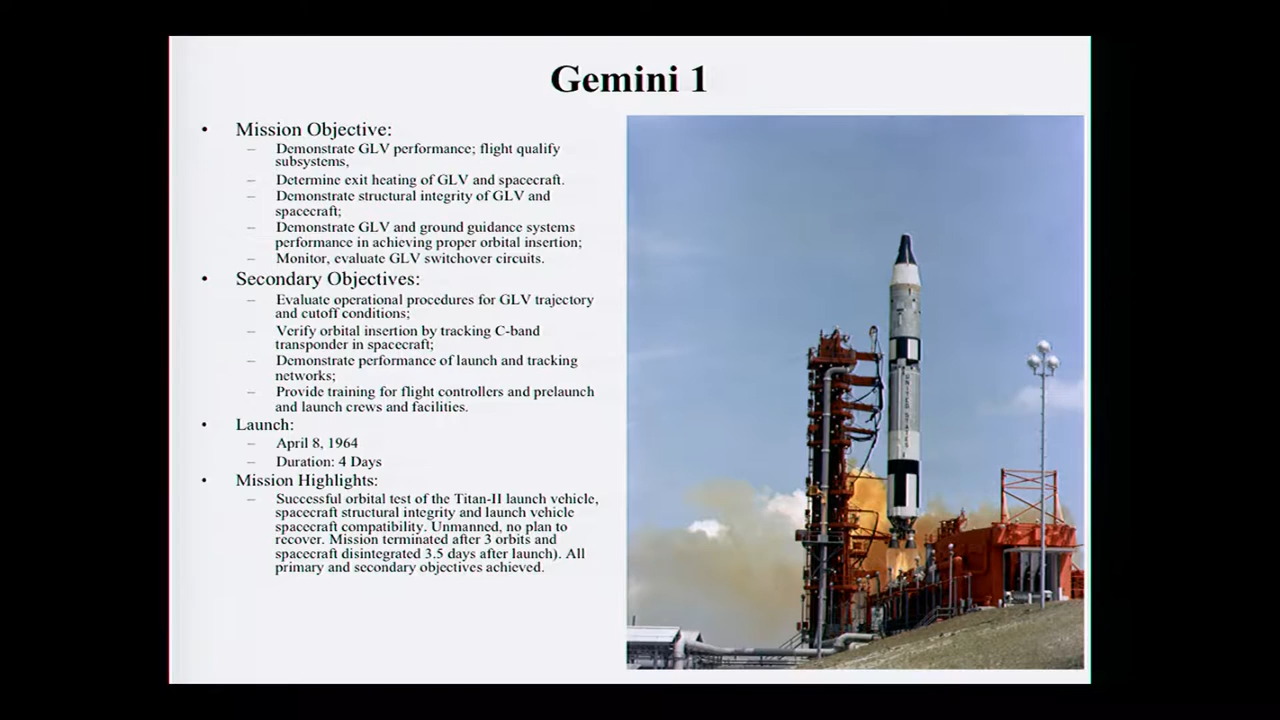 Gemini 1
• Mission Objective:
– Demonstrate GLV performance; flight qualify
subsystems,
– Determine exit heating of GLV and spacecraft.
– Demonstrate structural integrity of GLV and
spacecraft;
– Demonstrate GLV and ground guidance systems
performance in achieving proper orbital insertion;
– Monitor, evaluate GLV switchover circuits.
• Secondary Objectives:
– Evaluate operational procedures for GLV trajectory
and cutoff conditions;
– Verify orbital insertion by tracking C-band
transponder in spacecraft;
– Demonstrate performance of launch and tracking
networks;
– Provide training for flight controllers and prelaunch
and launch crews and facilities.
• Launch:
– April 8, 1964
– Duration: 4 Days
• Mission Highlights:
– Successful orbital test of the Titan-II launch vehicle,
spacecraft structural integrity and launch vehicle
spacecraft compatibility. Unmanned, no plan to
recover. Mission terminated after 3 orbits and
spacecraft disintegrated 3.5 days after launch). All
primary and secondary objectives achieved.
UNITED STATES